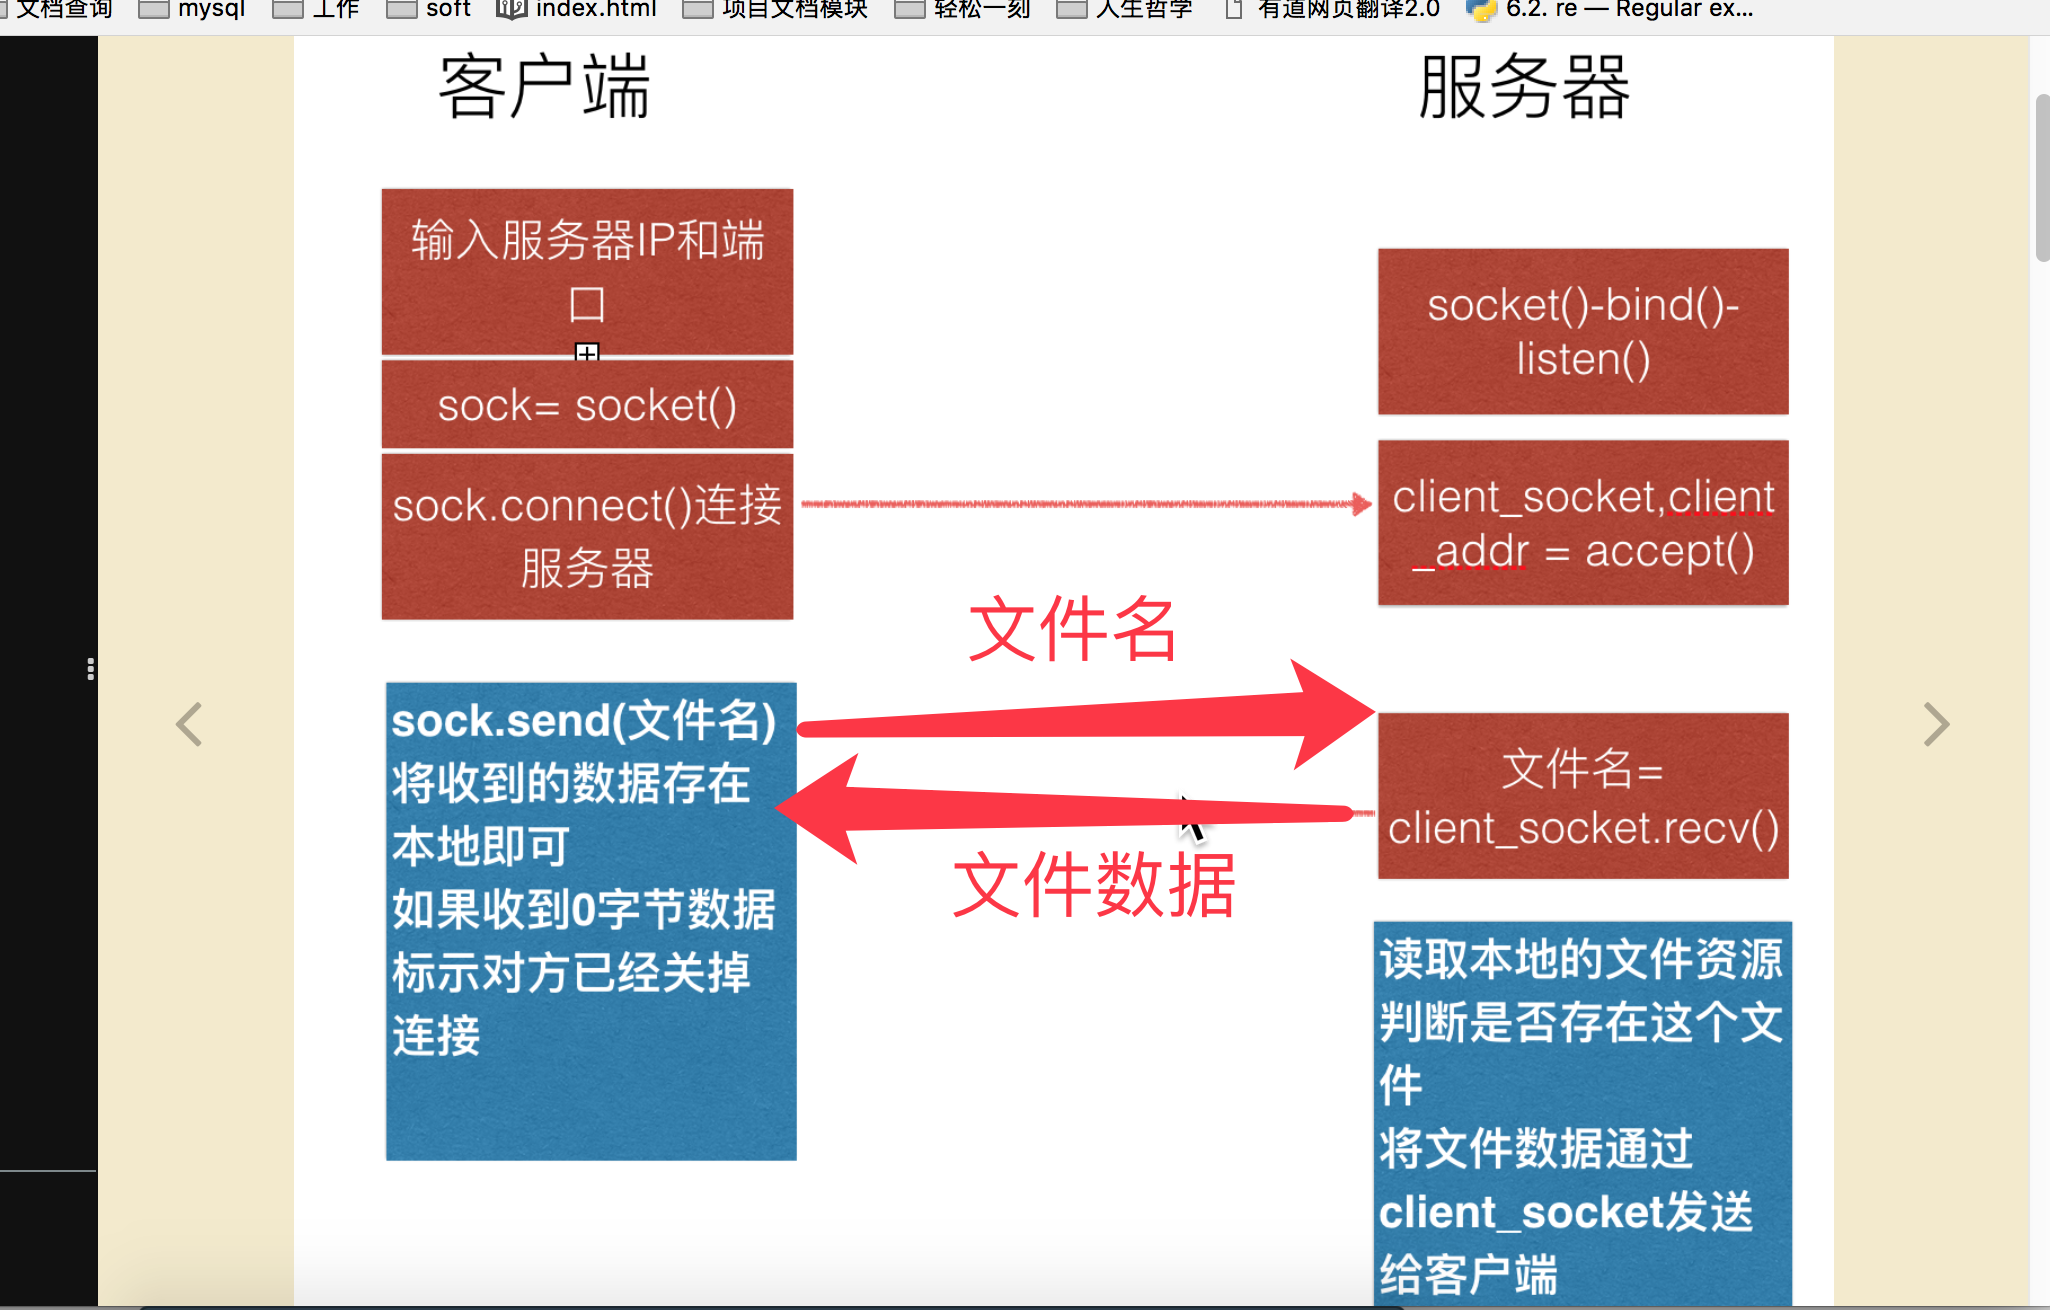 文档查询 mysql 工作 soft index.html 项目文档模块 轻松一刻 人生哲学 有道网页翻译2.0 6.2. re — Regular ex...
客户端
服务器
输入服务器IP和端
口
sock= socket()
sock.connect()连接
服务器
socket()-bind()-
listen()
client_socket,client
_addr = accept()
文件名
sock.send(文件名)
将收到的数据存在
本地即可
如果收到0字节数据
标示对方已经关掉
连接
文件名=
client_socket.recv()
文件数据
读取本地的文件资源
判断是否存在这个文
件
将文件数据通过
client_socket发送
给客户端